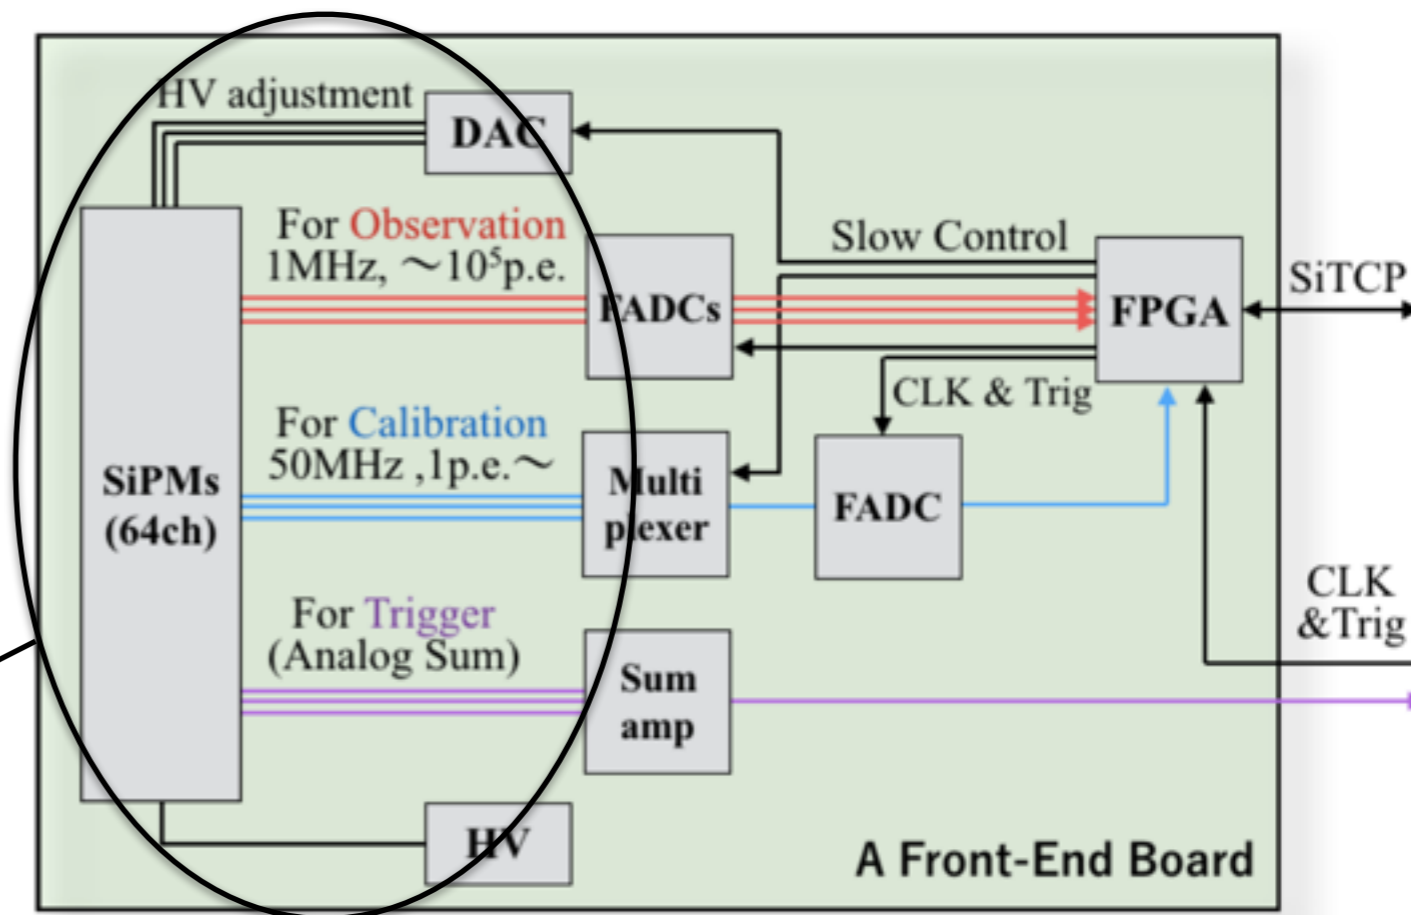 HV adjustment
DAC
For Observation
1MHz, ～10⁵p.e.
FADCs
Slow Control
FPGA
SiTCP
CLK & Trig
For Calibration
50MHz ,1p.e.～
SiPMs
(64ch)
Multi
plexer
FADC
CLK
&Trig
For Trigger
(Analog Sum)
Sum
amp
HV
A Front-End Board